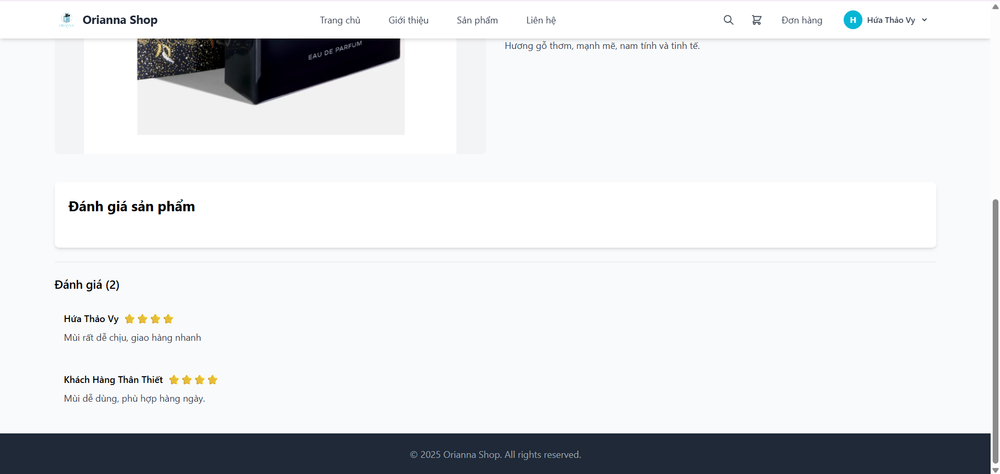 ORIANNA
Orianna Shop
Trang chủ
Giới thiệu
Sản phẩm
Liên hệ
Đơn hàng
H
Hứa Thảo Vy
EAU DE PARFUM
Hương gỗ thơm, mạnh mẽ, nam tính và tinh tế.
Đánh giá sản phẩm
Đánh giá (2)
Hứa Thảo Vy
Mùi rất dễ chịu, giao hàng nhanh
Khách Hàng Thân Thiết
Mùi dễ dùng, phù hợp hàng ngày.
© 2025 Orianna Shop. All rights reserved.